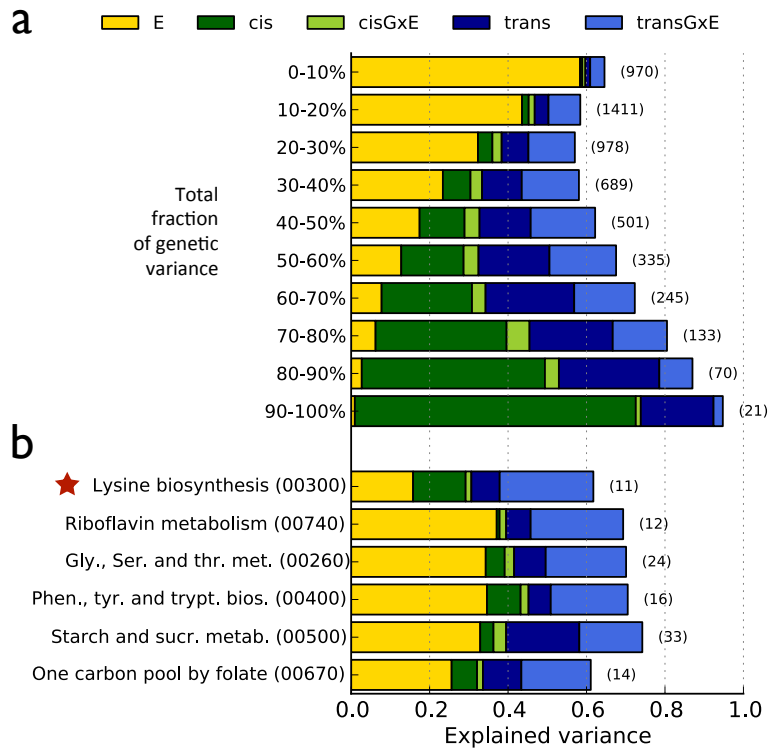 a
E cis cisGxE trans transGxE
Total
fraction
of genetic
variance
0-10% (970)
10-20% (1411)
20-30% (978)
30-40% (689)
40-50% (501)
50-60% (335)
60-70% (245)
70-80% (133)
80-90% (70)
90-100% (21)
b
Lysine biosynthesis (00300) (11)
Riboflavin metabolism (00740) (12)
Gly., Ser. and thr. met. (00260) (24)
Phen., tyr. and trypt. bios. (00400) (16)
Starch and sucr. metab. (00500) (33)
One carbon pool by folate (00670) (14)
0.0 0.2 0.4 0.6 0.8 1.0
Explained variance